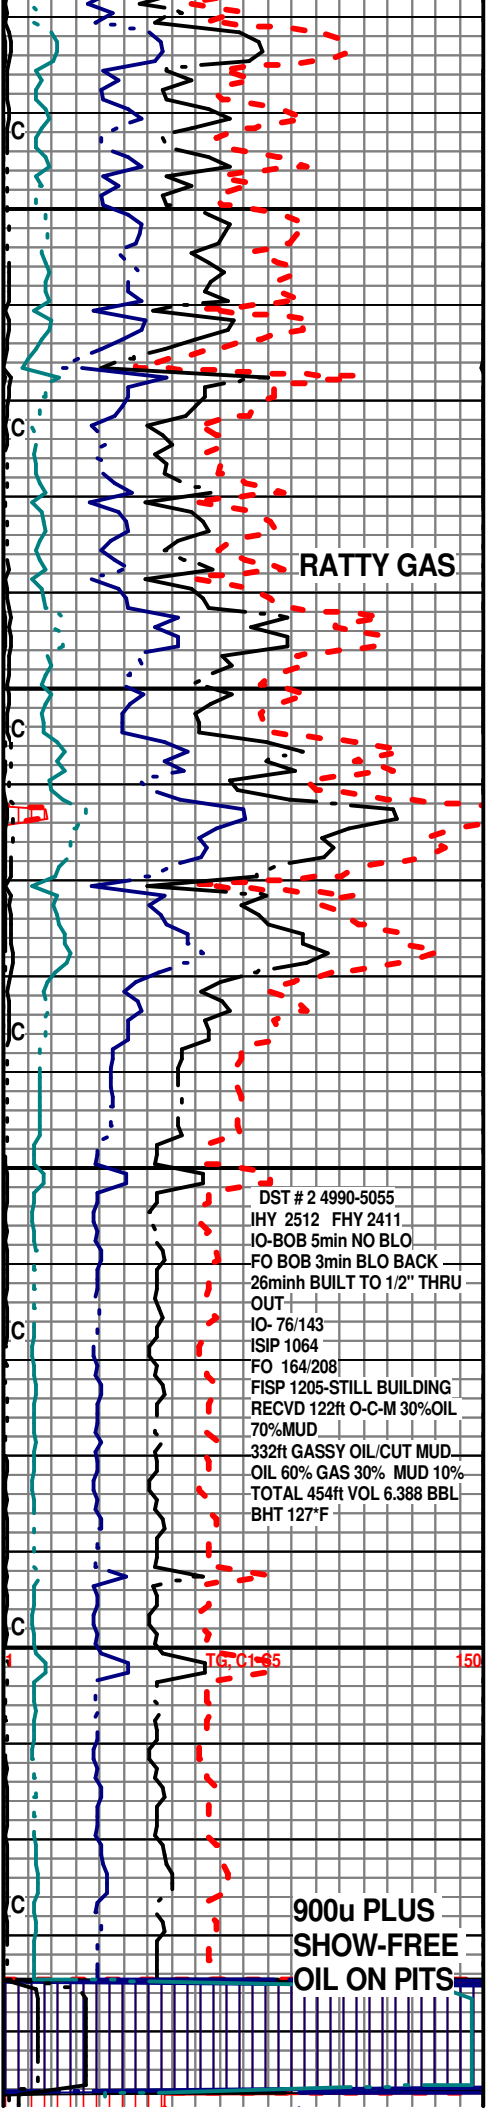 C
C
RATTY GAS
C
C
DST # 2 4990-5055
IHY 2512 FHY 2411
IO-BOB 5min NO BLO
FO BOB 3min BLO BACK
26minh BUILT TO 1/2" THRU
OUT
IO- 76/143
C
ISIP 1064
FO 164/208
FISP 1205-STILL BUILDING
RECVD 122ft O-C-M 30%OIL
70%MUD
332ft GASSY OIL/CUT MUD
OIL 60% GAS 30% MUD 10%
TOTAL 454ft VOL 6.388 BBL
BHT 127*F
C
1 TG, C1-C5 150
C
900u PLUS
SHOW-FREE
OIL ON PITS